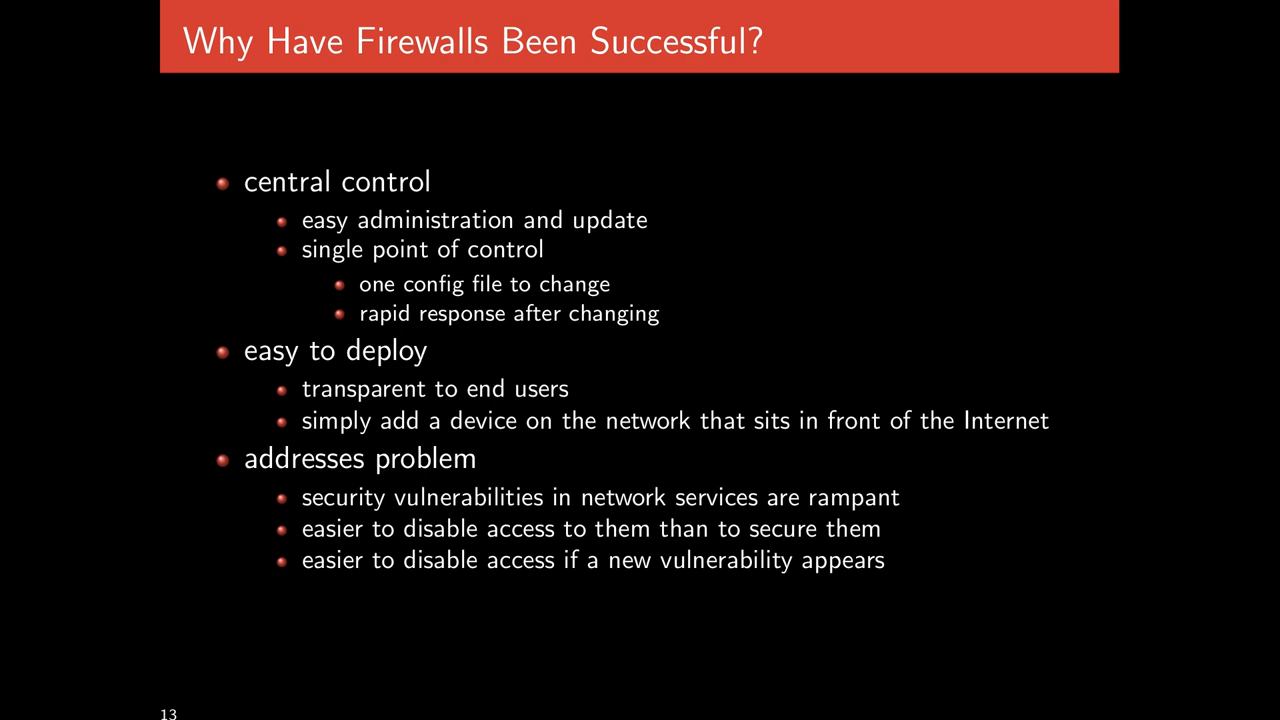 Why Have Firewalls Been Successful?
central control
easy administration and update
single point of control
one config file to change
rapid response after changing
easy to deploy
transparent to end users
simply add a device on the network that sits in front of the Internet
addresses problem
security vulnerabilities in network services are rampant
easier to disable access to them than to secure them
easier to disable access if a new vulnerability appears
13